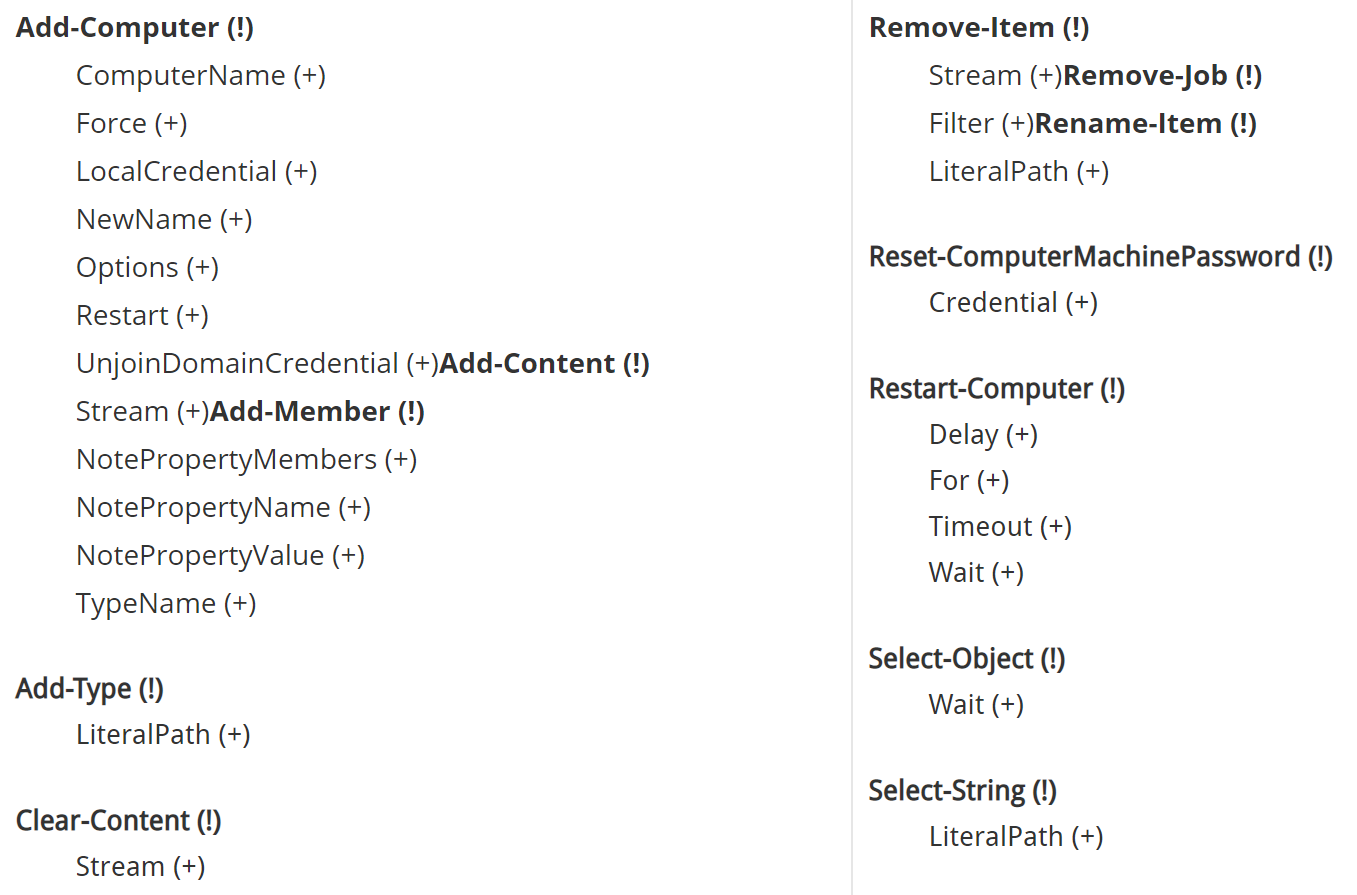 Add-Computer (!)
ComputerName (+)
Force (+)
LocalCredential (+)
NewName (+)
Options (+)
Restart (+)
UnjoinDomainCredential (+)Add-Content (!)
Stream (+)Add-Member (!)
NotePropertyMembers (+)
NotePropertyName (+)
NotePropertyValue (+)
TypeName (+)
Add-Type (!)
LiteralPath (+)
Clear-Content (!)
Stream (+)
Remove-Item (!)
Stream (+)Remove-Job (!)
Filter (+)Rename-Item (!)
LiteralPath (+)
Reset-ComputerMachinePassword (!)
Credential (+)
Restart-Computer (!)
Delay (+)
For (+)
Timeout (+)
Wait (+)
Select-Object (!)
Wait (+)
Select-String (!)
LiteralPath (+)